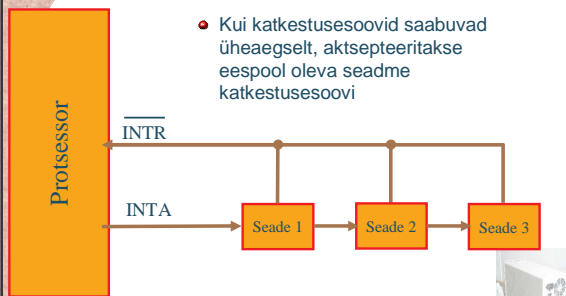 Kui katkestusesoovid saabuvad
üheaegselt, aktsepteeritakse
eespool oleva seadme
katkestusesoovi
Protsessor
INTR
INTA
Seade 1
Seade 2
Seade 3